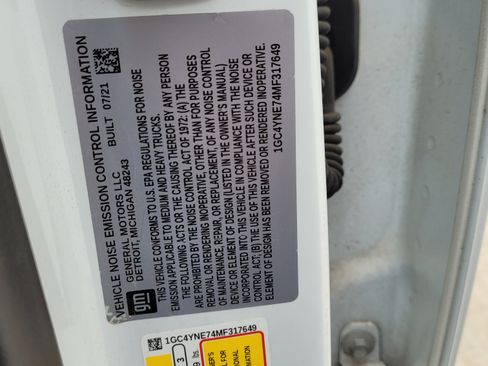 VEHICLE NOISE EMISSION CONTROL INFORMATION
GENERAL MOTORS LLC
DETROIT, MICHIGAN 48243
BUILT 07/21
gm
THIS VEHICLE CONFORMS TO U.S. EPA REGULATIONS FOR NOISE
EMISSION APPLICABLE TO MEDIUM AND HEAVY TRUCKS.
THE FOLLOWING ACTS OR THE CAUSING THEREOF BY ANY PERSON
ARE PROHIBITED BY THE NOISE CONTROL ACT OF 1972: (A) THE
REMOVAL OR RENDERING INOPERATIVE, OTHER THAN FOR PURPOSES
OF MAINTENANCE, REPAIR, OR REPLACEMENT, OF ANY NOISE CONTROL
DEVICE OR ELEMENT OF DESIGN (LISTED IN THE OWNER'S MANUAL)
INCORPORATED INTO THIS VEHICLE IN COMPLIANCE WITH THE NOISE
CONTROL ACT, (B) THE USE OF THIS VEHICLE AFTER SUCH DEVICE OR
ELEMENT OF DESIGN HAS BEEN REMOVED OR RENDERED INOPERATIVE.
1GC4YNE74MF317649
1GC4YNE74MF317649
3
lbs